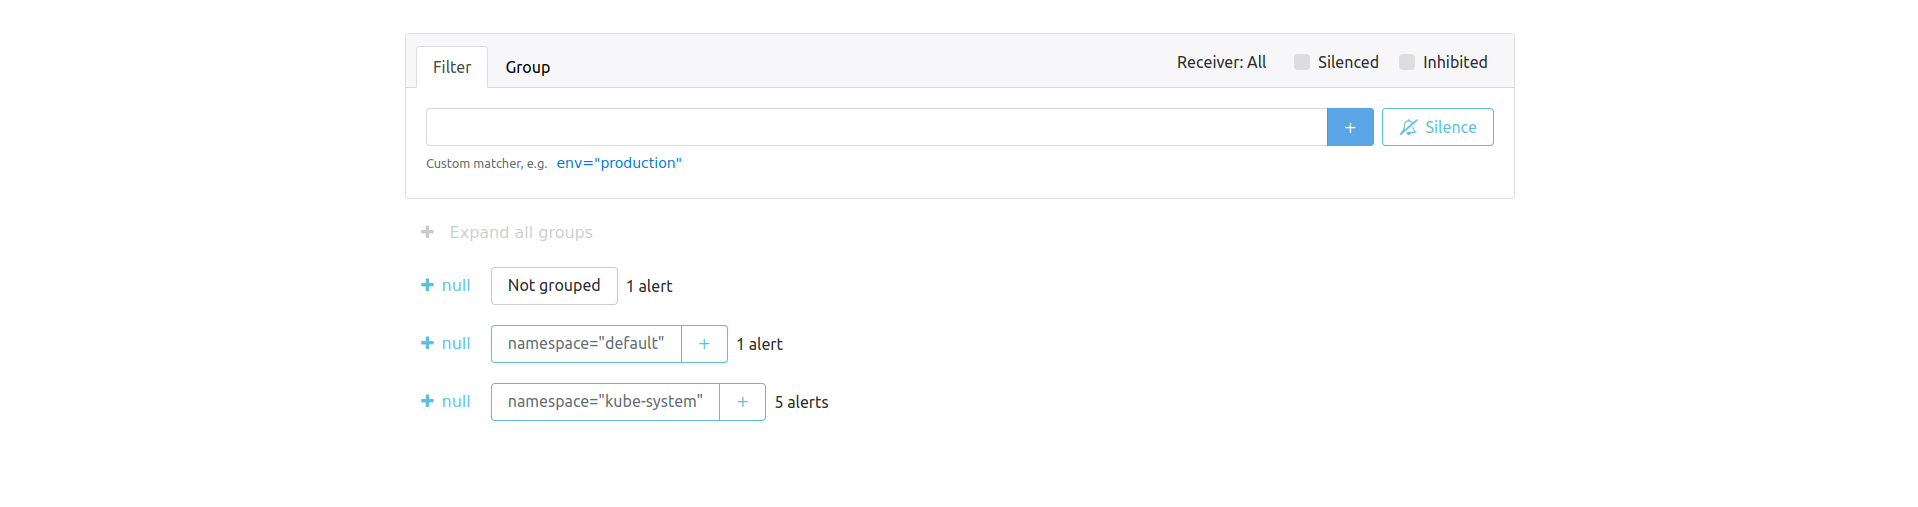 Filter Group Receiver: All Silenced Inhibited
+ Silence
Custom matcher, e.g. env="production"
+ Expand all groups
+ null Not grouped 1 alert
+ null namespace="default" + 1 alert
+ null namespace="kube-system" + 5 alerts